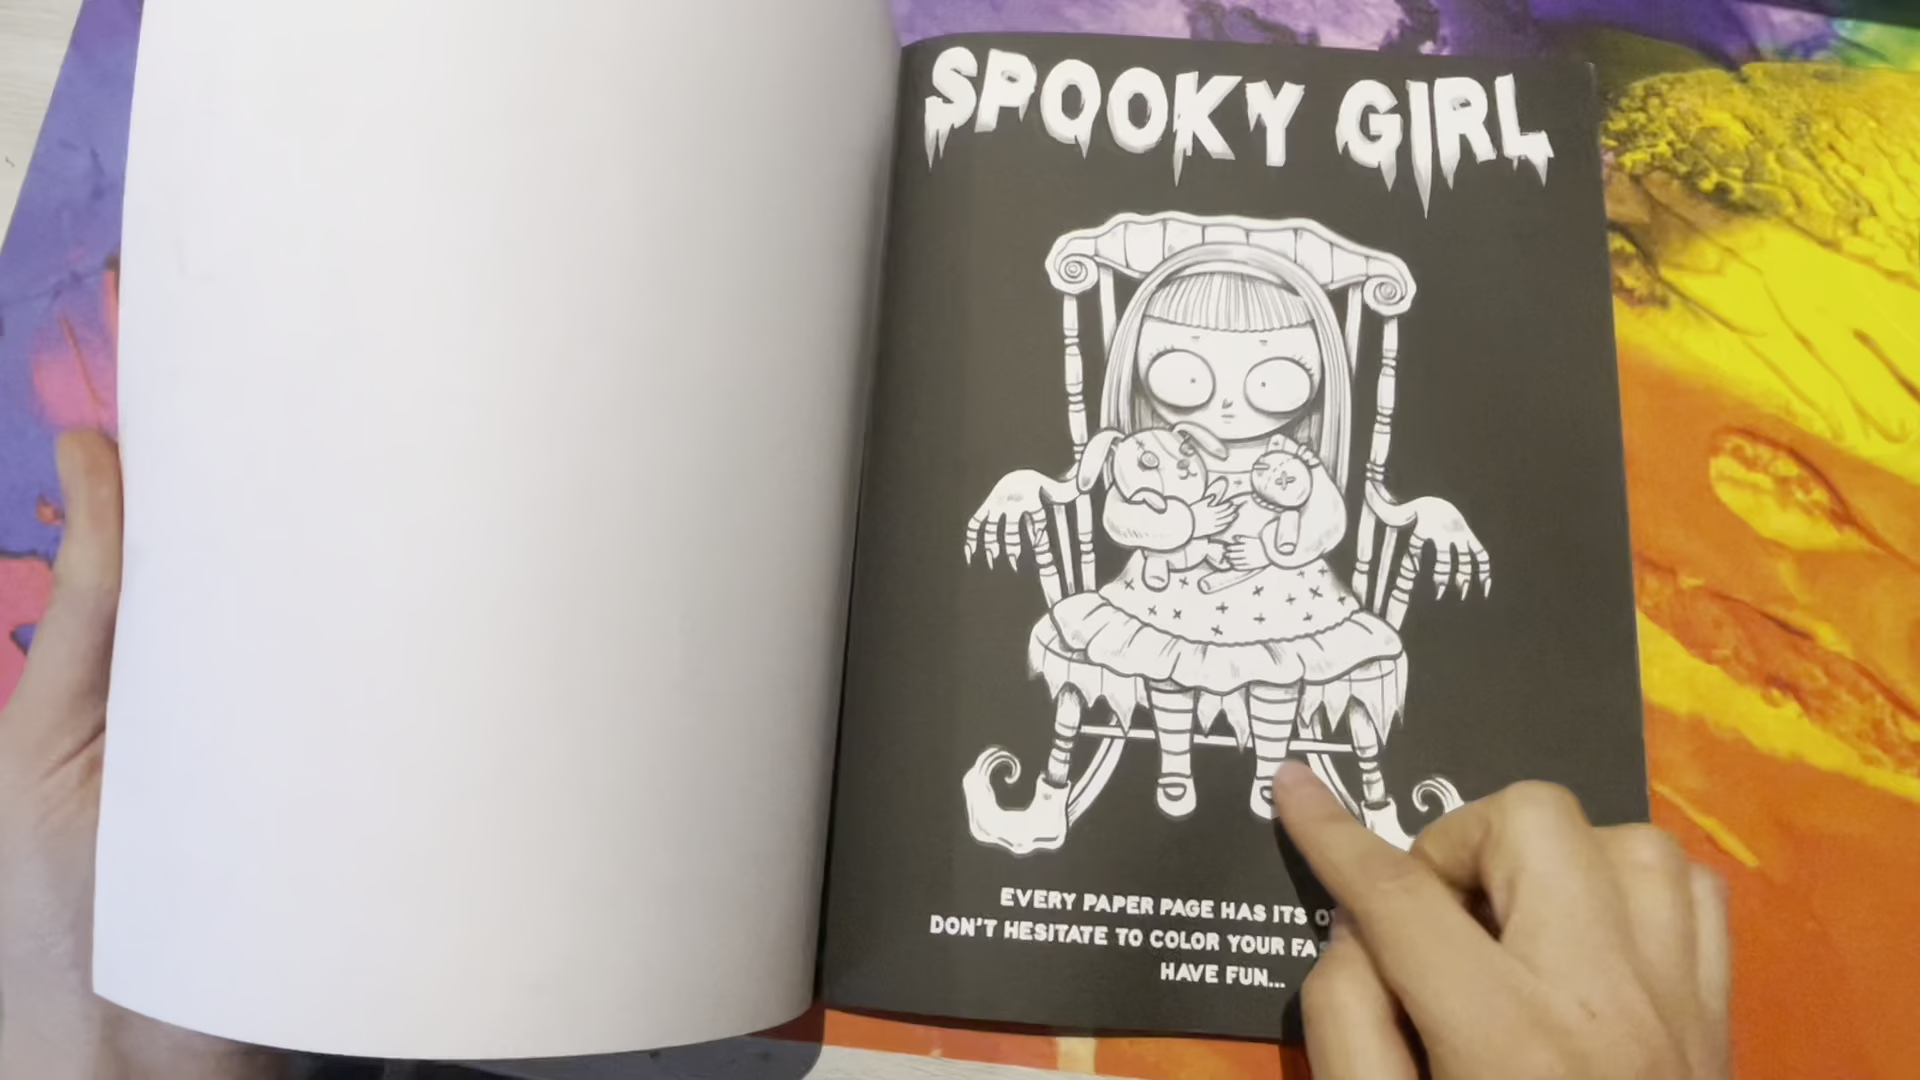 SPOOKY GIRL
EVERY PAPER PAGE HAS ITS
DON'T HESITATE TO COLOR YOUR
HAVE FUN...